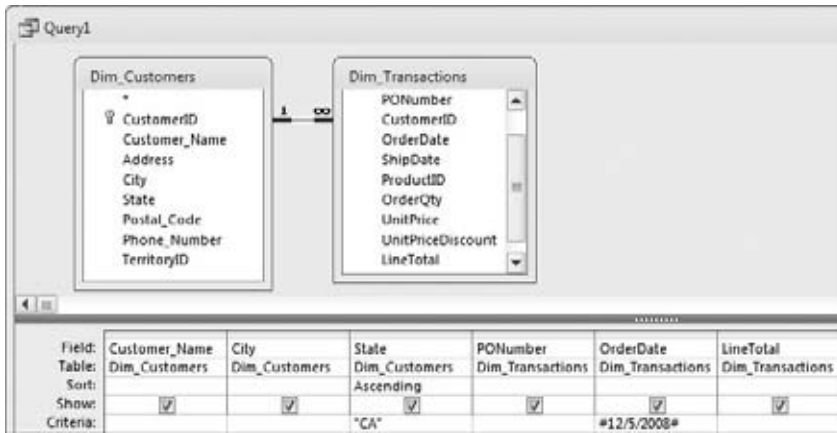 Query1
Dim_Customers
*
CustomerID
Customer_Name
Address
City
State
Postal_Code
Phone_Number
TerritoryID
1 ∞
Dim_Transactions
PONumber
CustomerID
OrderDate
ShipDate
ProductID
OrderQty
UnitPrice
UnitPriceDiscount
LineTotal
Field: Customer_Name City State PONumber OrderDate LineTotal
Table: Dim_Customers Dim_Customers Dim_Customers Dim_Transactions Dim_Transactions Dim_Transactions
Sort: Ascending
Show:
Criteria: "CA" #12/5/2008#